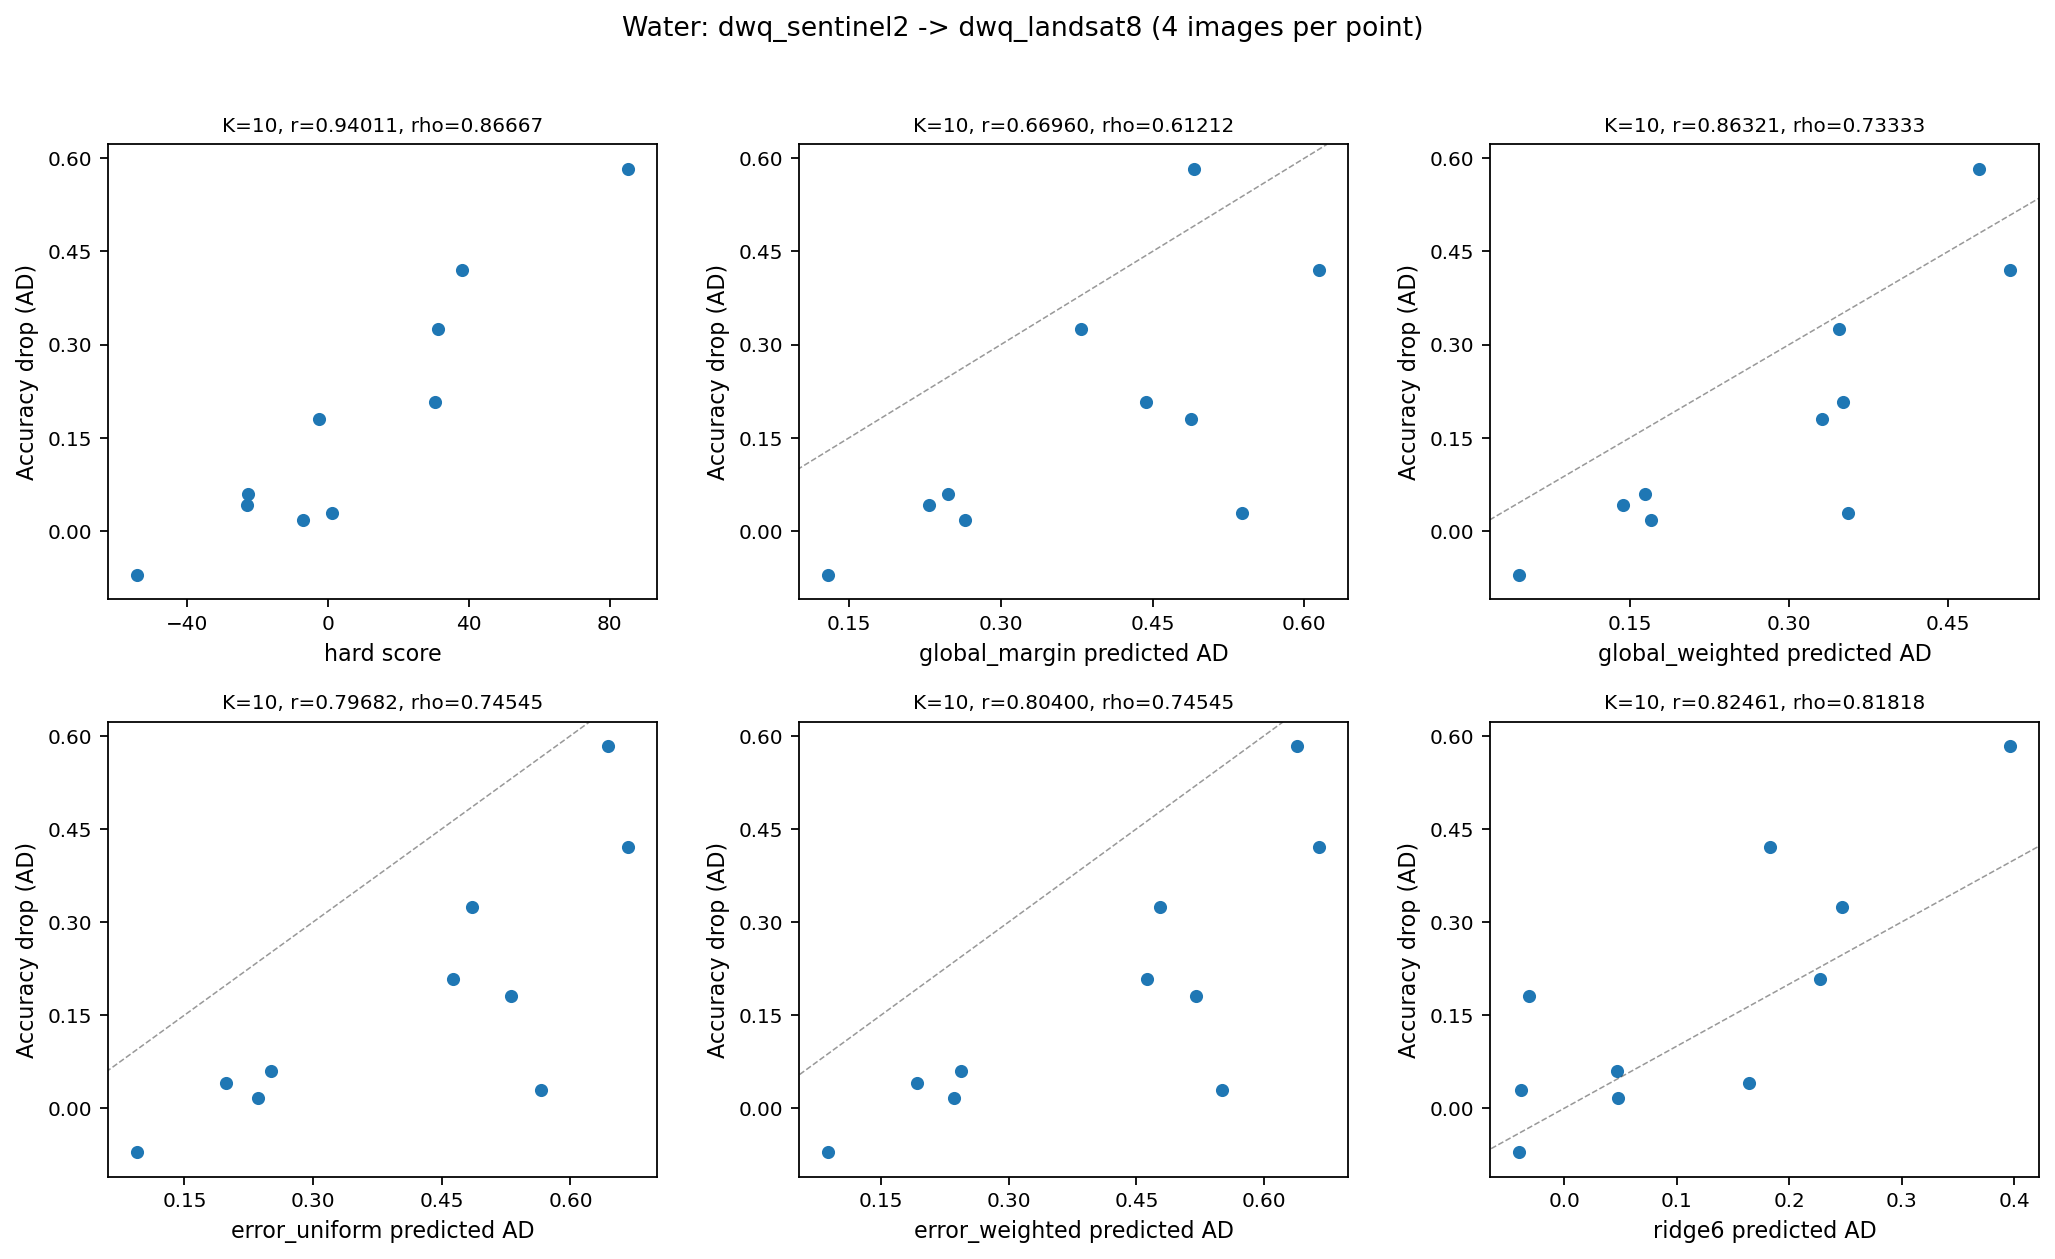 Water: dwq_sentinel2 -> dwq_landsat8 (4 images per point)
K=10, r=0.94011, rho=0.86667
0.60
0.45
0.30
0.15
0.00
Accuracy drop (AD)
−40 0 40 80
hard score
K=10, r=0.66960, rho=0.61212
0.60
0.45
0.30
0.15
0.00
Accuracy drop (AD)
0.15 0.30 0.45 0.60
global_margin predicted AD
K=10, r=0.86321, rho=0.73333
0.60
0.45
0.30
0.15
0.00
Accuracy drop (AD)
0.15 0.30 0.45
global_weighted predicted AD
K=10, r=0.79682, rho=0.74545
0.60
0.45
0.30
0.15
0.00
Accuracy drop (AD)
0.15 0.30 0.45 0.60
error_uniform predicted AD
K=10, r=0.80400, rho=0.74545
0.60
0.45
0.30
0.15
0.00
Accuracy drop (AD)
0.15 0.30 0.45 0.60
error_weighted predicted AD
K=10, r=0.82461, rho=0.81818
0.60
0.45
0.30
0.15
0.00
Accuracy drop (AD)
0.0 0.1 0.2 0.3 0.4
ridge6 predicted AD